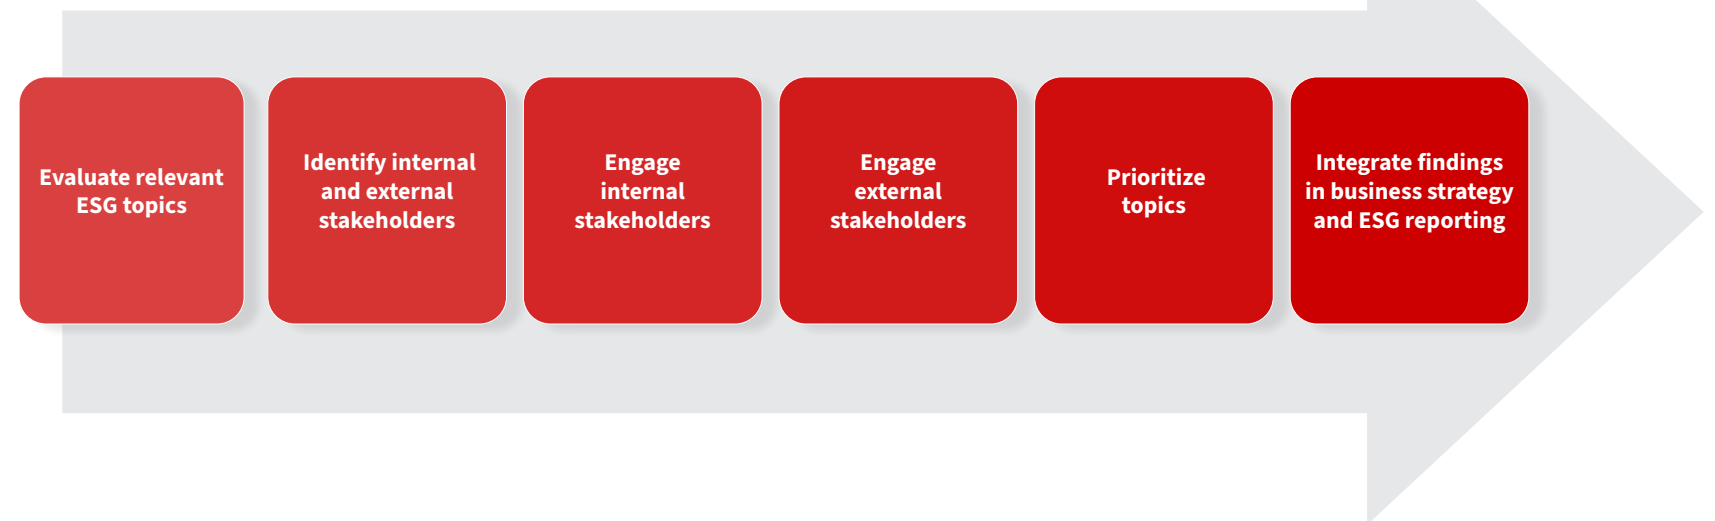 Evaluate relevant
ESG topics
Identify internal
and external
stakeholders
Engage
internal
stakeholders
Engage
external
stakeholders
Prioritize
topics
Integrate findings
in business strategy
and ESG reporting